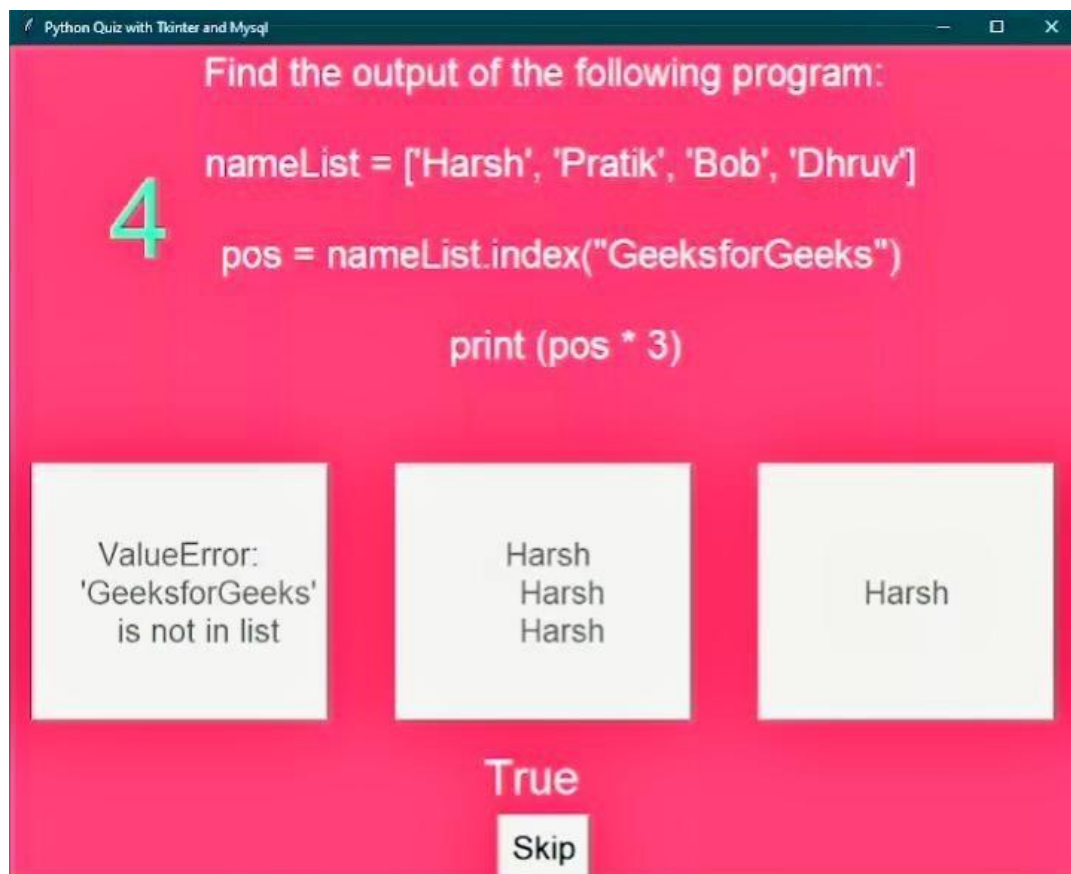 Python Quiz with Tkinter and Mysql
Find the output of the following program:
nameList = ['Harsh', 'Pratik', 'Bob', 'Dhruv']
4
pos = nameList.index("GeeksforGeeks")
print (pos * 3)
ValueError:
'GeeksforGeeks'
is not in list
Harsh
Harsh
Harsh
Harsh
True
Skip